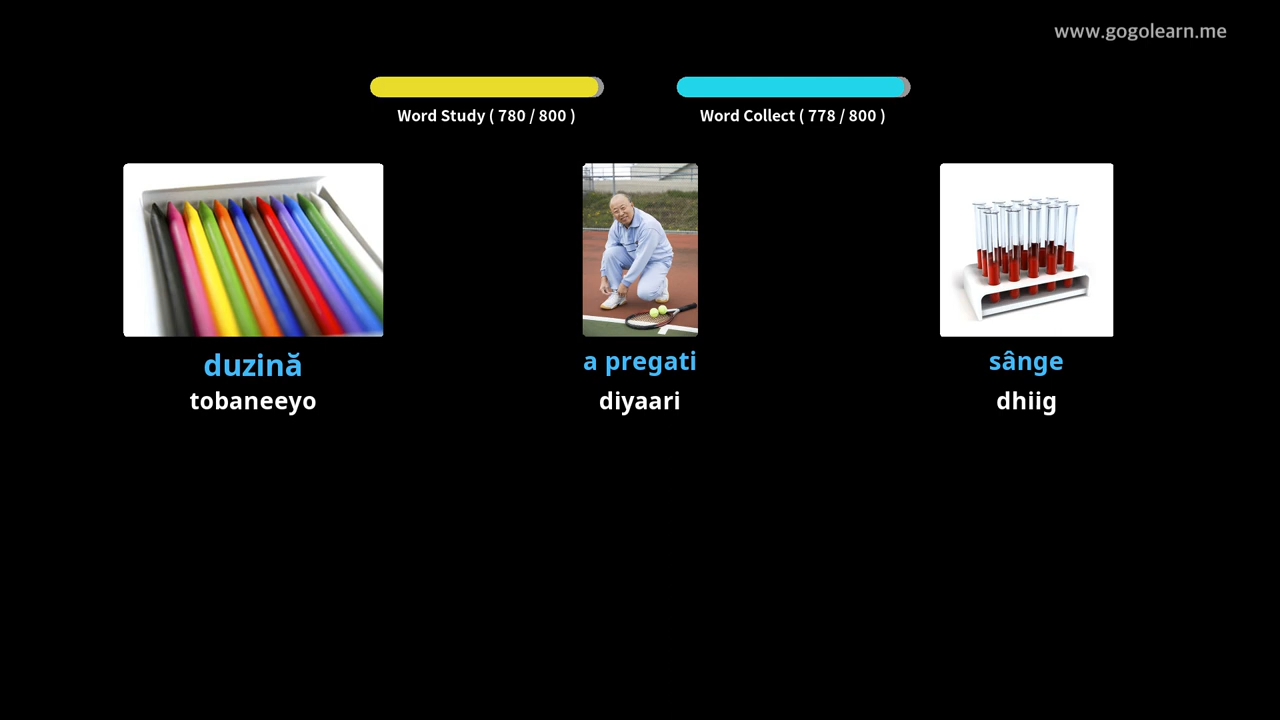 www.gogolearn.me
Word Study ( 780 / 800 )
Word Collect ( 778 / 800 )
duzină
a pregati
sânge
tobaneeyo
diyaari
dhiig